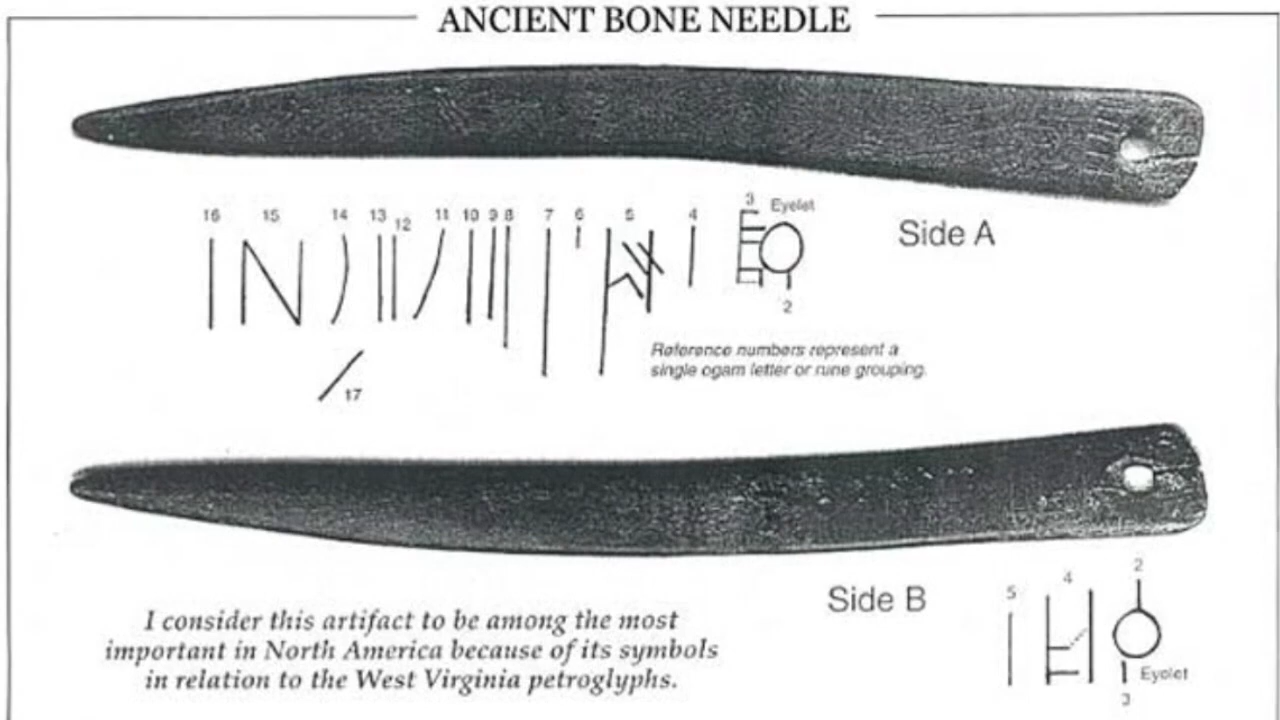 ANCIENT BONE NEEDLE
16 15 14 13 12 11 10 9 8 7 6 5 4 3 Eyelet
2
Side A
Reference numbers represent a
single ogam letter or rune grouping.
17
Side B
5 4 2
Eyelet
3
I consider this artifact to be among the most
important in North America because of its symbols
in relation to the West Virginia petroglyphs.